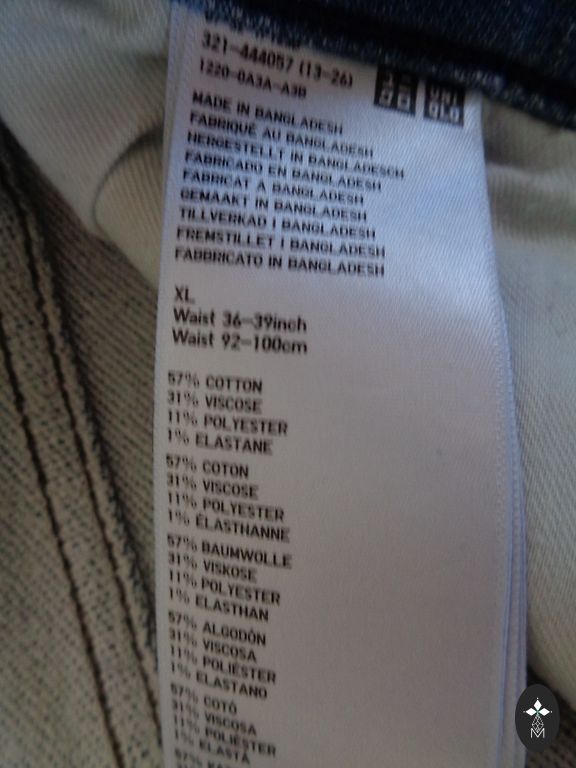 321-444057 (13-26)
1220-0A3A-A3B
UNI
QLO
MADE IN BANGLADESH
FABRIQUÉ AU BANGLADESH
HERGESTELLT IN BANGLADESCH
FABRICADO EN BANGLADESH
FABRICAT A BANGLADESH
GEMAAKT IN BANGLADESH
TILLVERKAD I BANGLADESH
FREMSTILLET I BANGLADESH
FABBRICATO IN BANGLADESH
XL
Waist 36-39inch
Waist 92-100cm
57% COTTON
31% VISCOSE
11% POLYESTER
1% ELASTANE
57% COTON
31% VISCOSE
11% POLYESTER
1% ÉLASTHANNE
57% BAUMWOLLE
31% VISKOSE
11% POLYESTER
1% ELASTHAN
57% ALGODÓN
31% VISCOSA
11% POLIÉSTER
1% ELASTANO
57% COTÓ
31% VISCOSA
11% POLIÈSTER
1% ELASTÀ
M